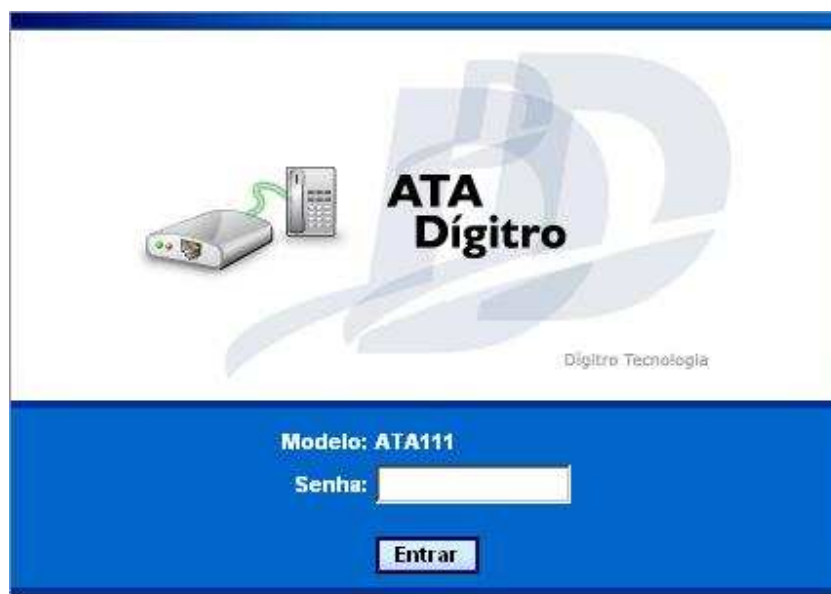 ATA
Dígitro
Dígitro Tecnologia
Modelo: ATA111
Senha:
Entrar